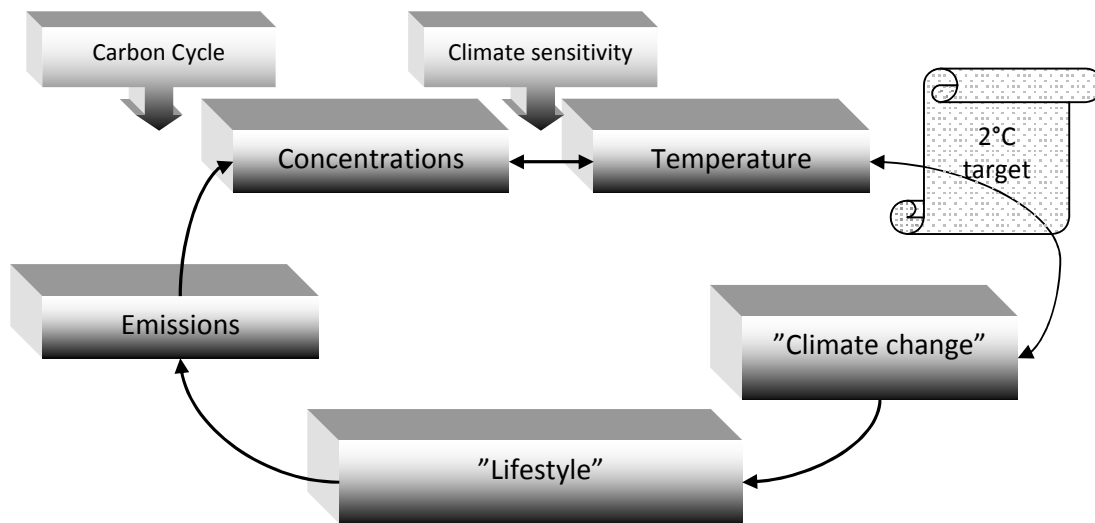 Carbon Cycle
Climate sensitivity
Concentrations
Temperature
2°C
target
Emissions
”Climate change”
”Lifestyle”